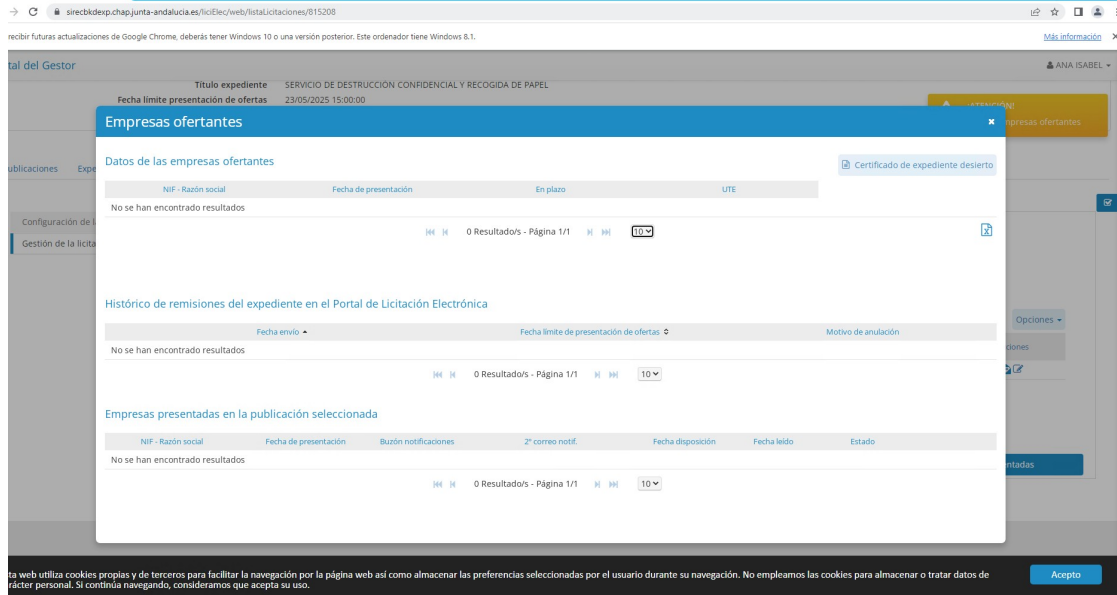 sirecbkdexp.chap.junta-andalucia.es/liciElec/web/listaLicitaciones/815208
recibir futuras actualizaciones de Google Chrome, deberás tener Windows 10 o una versión posterior. Este ordenador tiene Windows 8.1.
Más información
tal del Gestor
ANA ISABEL
Título expediente SERVICIO DE DESTRUCCIÓN CONFIDENCIAL Y RECOGIDA DE PAPEL
Fecha límite presentación de ofertas 23/05/2025 15:00:00
¡ATENCIÓN!
mpresas ofertantes
Empresas ofertantes
Datos de las empresas ofertantes
Certificado de expediente desierto
ublicaciones Expe
NIF - Razón social Fecha de presentación En plazo UTE
No se han encontrado resultados
Configuración de l
0 Resultado/s - Página 1/1 10
Gestión de la licita
Histórico de remisiones del expediente en el Portal de Licitación Electrónica
Opciones
Fecha envío Fecha límite de presentación de ofertas Motivo de anulación
ciones
No se han encontrado resultados
0 Resultado/s - Página 1/1 10
Empresas presentadas en la publicación seleccionada
NIF - Razón social Fecha de presentación Buzón notificaciones 2º correo notif. Fecha disposición Fecha leído Estado
No se han encontrado resultados
ntadas
0 Resultado/s - Página 1/1 10
sta web utiliza cookies propias y de terceros para facilitar la navegación por la página web así como almacenar las preferencias seleccionadas por el usuario durante su navegación. No empleamos las cookies para almacenar o tratar datos de
rácter personal. Si continúa navegando, consideramos que acepta su uso.
Acepto